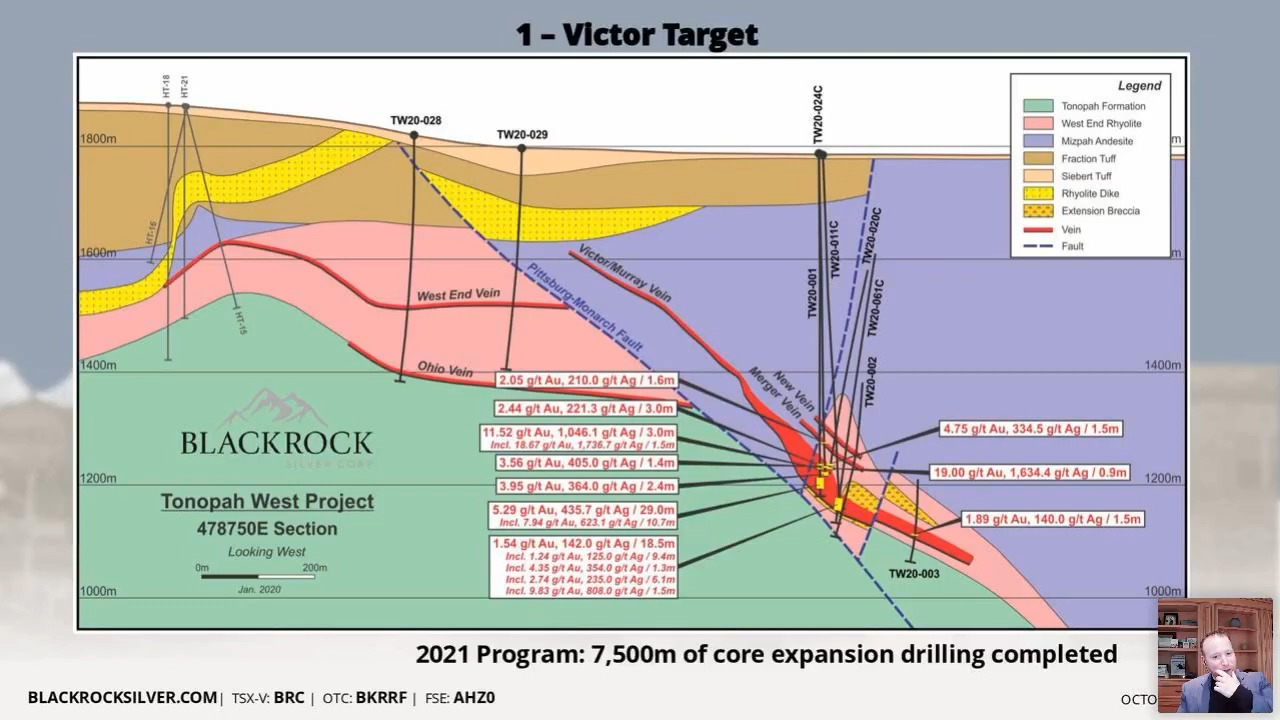 1 – Victor Target
HT-18
HT-21
TW20-028
TW20-029
TW20-024C
Legend
Tonopah Formation
West End Rhyolite
Mizpah Andesite
Fraction Tuff
Siebert Tuff
Rhyolite Dike
Extension Breccia
Vein
Fault
1800m
m
1600m
m
1400m
1400m
1200m
1200m
1000m
1000m
HT-16
HT-15
TW20-001
TW20-011C
TW20-020C
TW20-061C
TW20-002
TW20-003
West End Vein
Ohio Vein
Pittsburg-Monarch Fault
Victor/Murray Vein
New Vein
Merger Vein
2.05 g/t Au, 210.0 g/t Ag / 1.6m
2.44 g/t Au, 221.3 g/t Ag / 3.0m
11.52 g/t Au, 1,046.1 g/t Ag / 3.0m
Incl. 18.67 g/t Au, 1,736.7 g/t Ag / 1.5m
3.56 g/t Au, 405.0 g/t Ag / 1.4m
3.95 g/t Au, 364.0 g/t Ag / 2.4m
5.29 g/t Au, 435.7 g/t Ag / 29.0m
Incl. 7.94 g/t Au, 623.1 g/t Ag / 10.7m
1.54 g/t Au, 142.0 g/t Ag / 18.5m
Incl. 1.24 g/t Au, 125.0 g/t Ag / 9.4m
Incl. 4.35 g/t Au, 354.0 g/t Ag / 1.3m
Incl. 2.74 g/t Au, 235.0 g/t Ag / 6.1m
Incl. 9.83 g/t Au, 808.0 g/t Ag / 1.5m
4.75 g/t Au, 334.5 g/t Ag / 1.5m
19.00 g/t Au, 1,634.4 g/t Ag / 0.9m
1.89 g/t Au, 140.0 g/t Ag / 1.5m
BLACKROCK
SILVER CORP
Tonopah West Project
478750E Section
Looking West
0m 200m
Jan. 2020
2021 Program: 7,500m of core expansion drilling completed
BLACKROCKSILVER.COM| TSX-V: BRC | OTC: BKRRF | FSE: AHZ0
OCTO